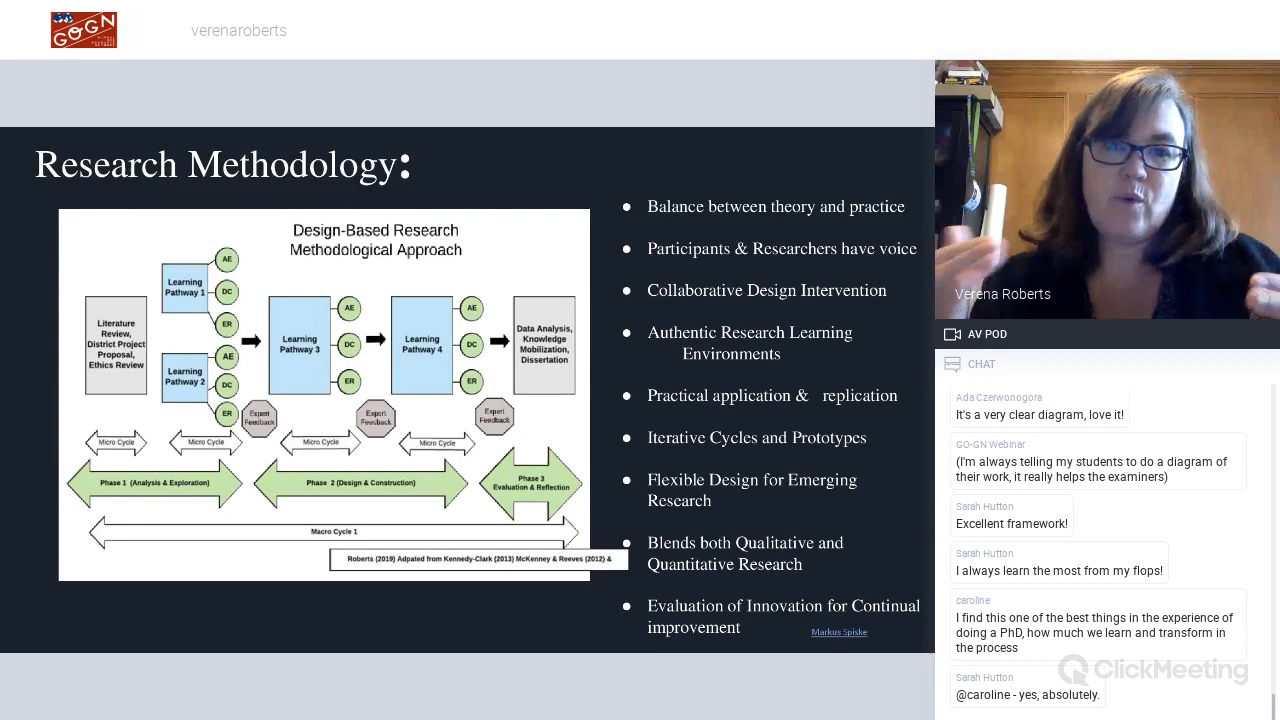 GOGN
verenaroberts
Research Methodology:
Design-Based Research
Methodological Approach
Literature
Review,
District Project
Proposal,
Ethics Review
Learning
Pathway 1
AE
DC
ER
Learning
Pathway 2
AE
DC
ER
Learning
Pathway 3
AE
DC
ER
Learning
Pathway 4
AE
DC
ER
Data Analysis,
Knowledge
Mobilization,
Dissertation
Expert
Feedback
Expert
Feedback
Expert
Feedback
Micro Cycle
Micro Cycle
Micro Cycle
Micro Cycle
Phase 1 (Analysis & Exploration)
Phase 2 (Design & Construction)
Phase 3
Evaluation & Reflection
Macro Cycle 1
Roberts (2019) Adpated from Kennedy-Clark (2013) McKenney & Reeves (2012) &
● Balance between theory and practice
● Participants & Researchers have voice
● Collaborative Design Intervention
● Authentic Research Learning
Environments
● Practical application & replication
● Iterative Cycles and Prototypes
● Flexible Design for Emerging
Research
● Blends both Qualitative and
Quantitative Research
● Evaluation of Innovation for Continual
improvement
Markus Spiske
Verena Roberts
AV POD
CHAT
Ada Czerwonogora
It's a very clear diagram, love it!
GO-GN Webinar
(I'm always telling my students to do a diagram of
their work, it really helps the examiners)
Sarah Hutton
Excellent framework!
Sarah Hutton
I always learn the most from my flops!
caroline
I find this one of the best things in the experience of
doing a PhD, how much we learn and transform in
the process
Sarah Hutton
@caroline - yes, absolutely.
ClickMeeting